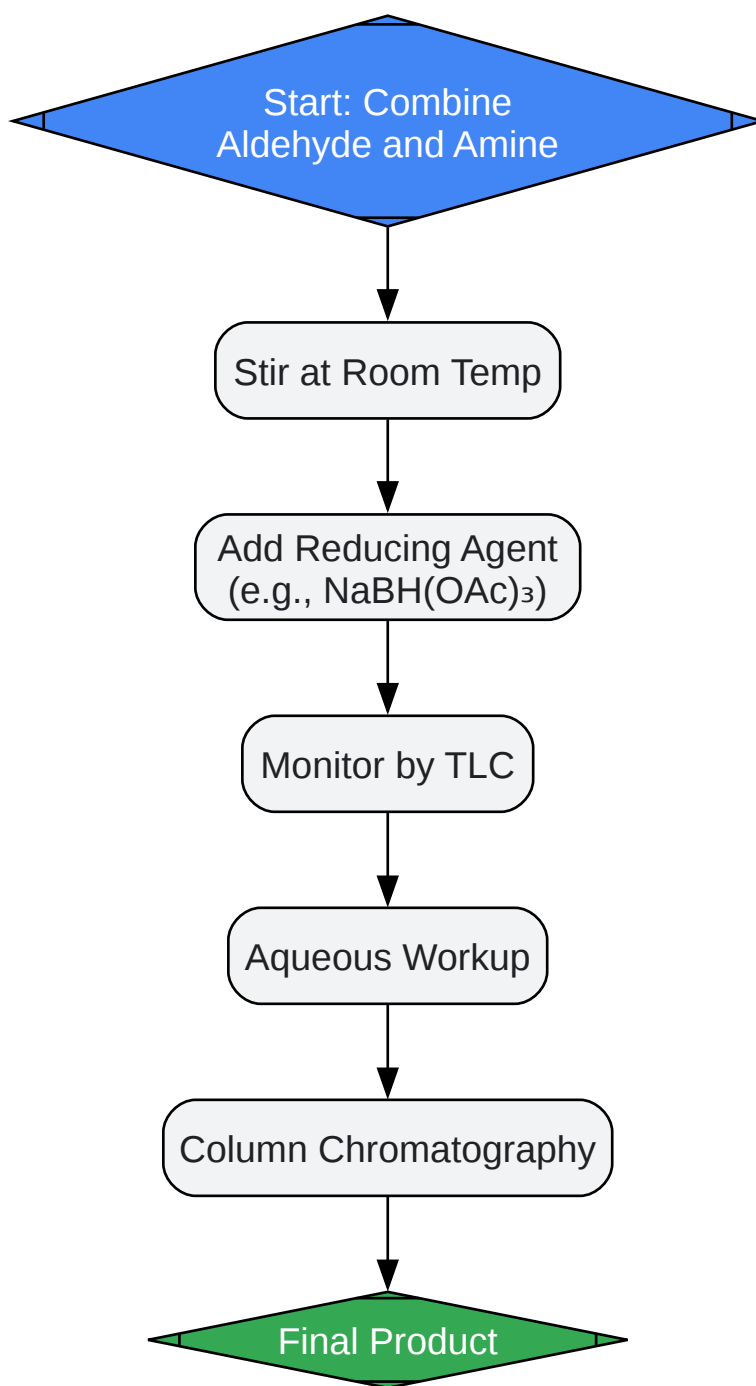 Start: Combine
Aldehyde and Amine
Stir at Room Temp
Add Reducing Agent
(e.g., NaBH(OAc)₃)
Monitor by TLC
Aqueous Workup
Column Chromatography
Final Product